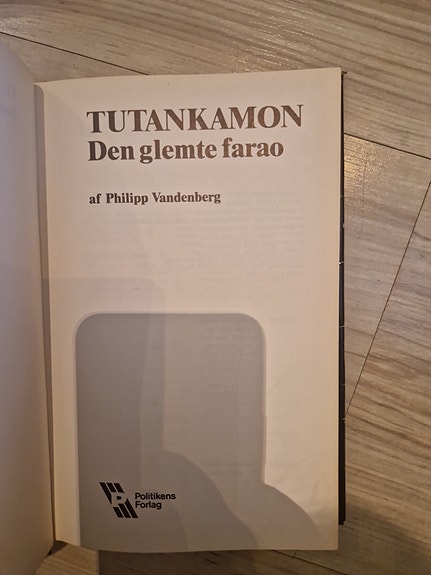 TUTANKAMON
Den glemte farao
af Philipp Vandenberg
Politikens
Forlag